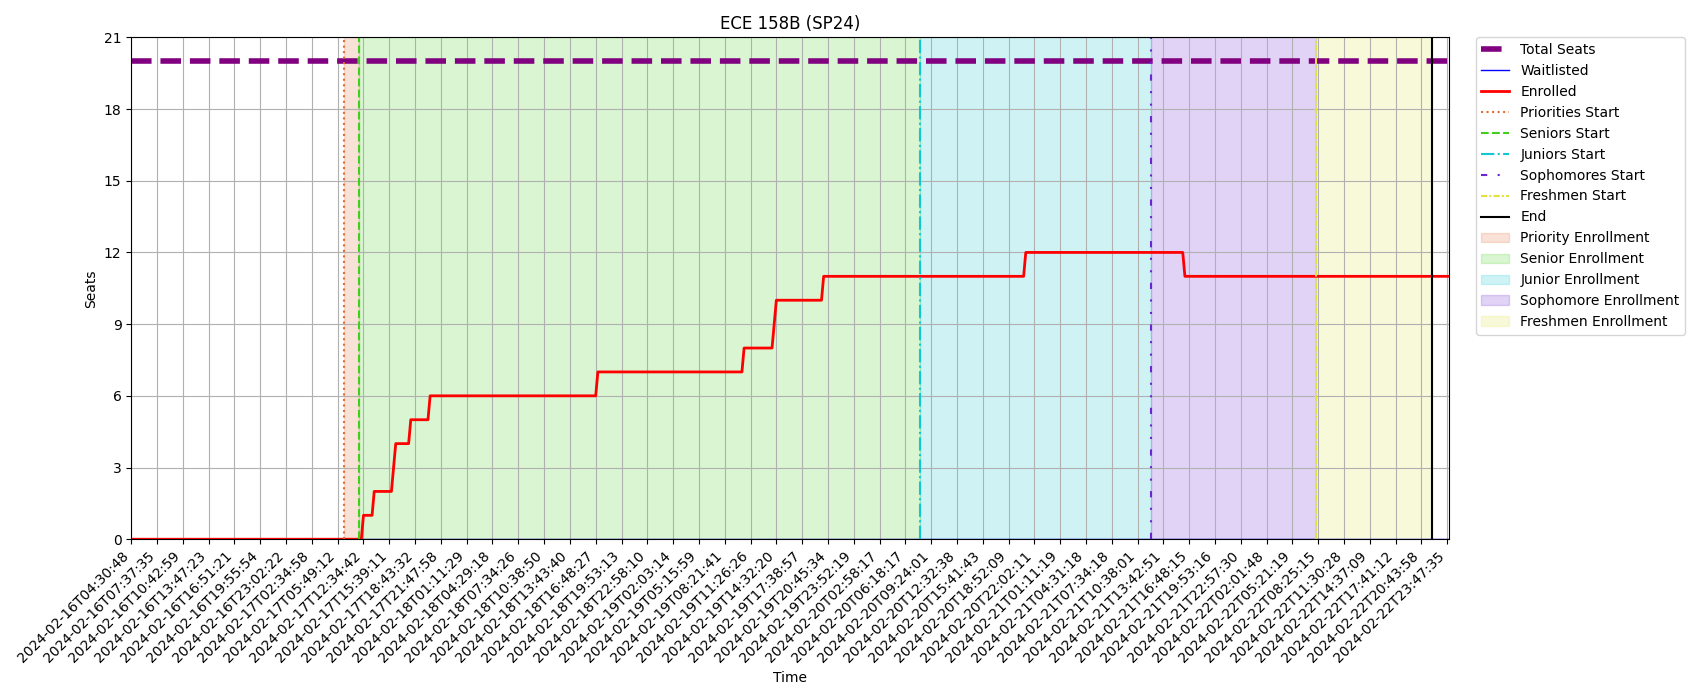 ECE 158B (SP24)
21
18
15
12
9
6
3
0
Seats
2024-02-16T04:30:48
2024-02-16T07:37:35
2024-02-16T10:42:59
2024-02-16T13:47:23
2024-02-16T16:51:21
2024-02-16T19:55:54
2024-02-16T23:02:22
2024-02-17T02:34:58
2024-02-17T05:49:12
2024-02-17T12:34:42
2024-02-17T15:39:11
2024-02-17T18:43:32
2024-02-17T21:47:58
2024-02-18T01:11:29
2024-02-18T04:29:18
2024-02-18T07:34:26
2024-02-18T10:38:50
2024-02-18T13:43:40
2024-02-18T16:48:27
2024-02-18T19:53:13
2024-02-18T22:58:10
2024-02-19T02:03:14
2024-02-19T05:15:59
2024-02-19T08:21:41
2024-02-19T11:26:26
2024-02-19T14:32:20
2024-02-19T17:38:57
2024-02-19T20:45:34
2024-02-19T23:52:19
2024-02-20T02:58:17
2024-02-20T06:18:17
2024-02-20T09:24:01
2024-02-20T12:32:38
2024-02-20T15:41:43
2024-02-20T18:52:09
2024-02-20T22:02:11
2024-02-21T01:11:19
2024-02-21T04:31:18
2024-02-21T07:34:18
2024-02-21T10:38:01
2024-02-21T13:42:51
2024-02-21T16:48:15
2024-02-21T19:53:16
2024-02-21T22:57:30
2024-02-22T02:01:48
2024-02-22T05:21:19
2024-02-22T08:25:15
2024-02-22T11:30:28
2024-02-22T14:37:09
2024-02-22T17:41:12
2024-02-22T20:43:58
2024-02-22T23:47:35
Time
Total Seats
Waitlisted
Enrolled
Priorities Start
Seniors Start
Juniors Start
Sophomores Start
Freshmen Start
End
Priority Enrollment
Senior Enrollment
Junior Enrollment
Sophomore Enrollment
Freshmen Enrollment